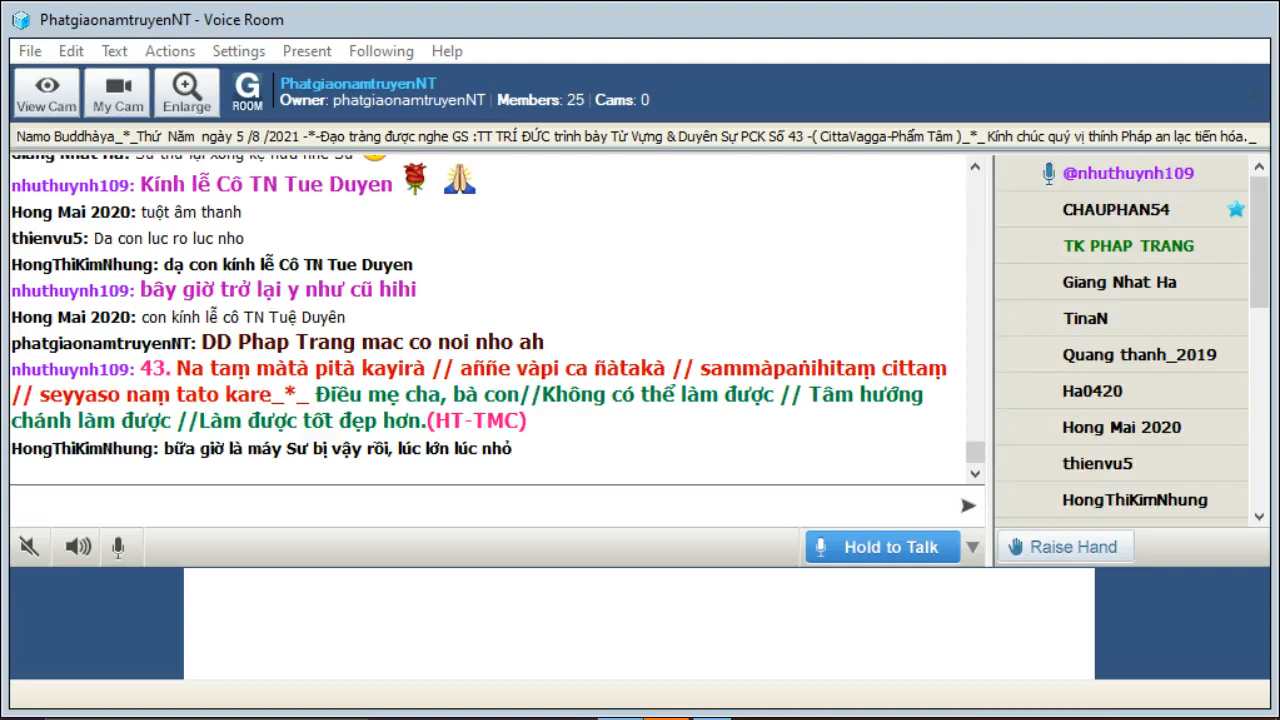 PhatgiaonamtruyenNT - Voice Room
File Edit Text Actions Settings Present Following Help
View Cam My Cam Enlarge G ROOM
PhatgiaonamtruyenNT
Owner: phatgiaonamtruyenNT | Members: 25 | Cams: 0
Namo Buddhàya_*_Thứ Năm ngày 5 /8 /2021 -*-Đạo tràng được nghe GS :TT TRÍ ĐỨC trình bày Từ Vựng & Duyên Sự PCK Số 43 -( CittaVagga-Phẩm Tâm )_*_ Kính chúc quý vị thính Pháp an lạc tiến hóa._
Giang Nhat Ha:
nhuthuynh109: Kính lễ Cô TN Tue Duyen
Hong Mai 2020: tuột âm thanh
thienvu5: Da con luc ro luc nho
HongThiKimNhung: dạ con kính lễ Cô TN Tue Duyen
nhuthuynh109: bây giờ trở lại y như cũ hihi
Hong Mai 2020: con kính lễ cô TN Tuệ Duyên
phatgiaonamtruyenNT: DD Phap Trang mac co noi nho ah
nhuthuynh109: 43. Na taṃ màtà pità kayirà // aññe vàpi ca ñàtakà // sammàpaṅihitaṃ cittaṃ
// seyyaso naṃ tato kare_*_ Điều mẹ cha, bà con//Không có thể làm được // Tâm hướng
chánh làm được //Làm được tốt đẹp hơn.(HT-TMC)
HongThiKimNhung: bữa giờ là máy Sư bị vậy rồi, lúc lớn lúc nhỏ
@nhuthuynh109
CHAUPHAN54
TK PHAP TRANG
Giang Nhat Ha
TinaN
Quang thanh_2019
Ha0420
Hong Mai 2020
thienvu5
HongThiKimNhung
Hold to Talk
Raise Hand